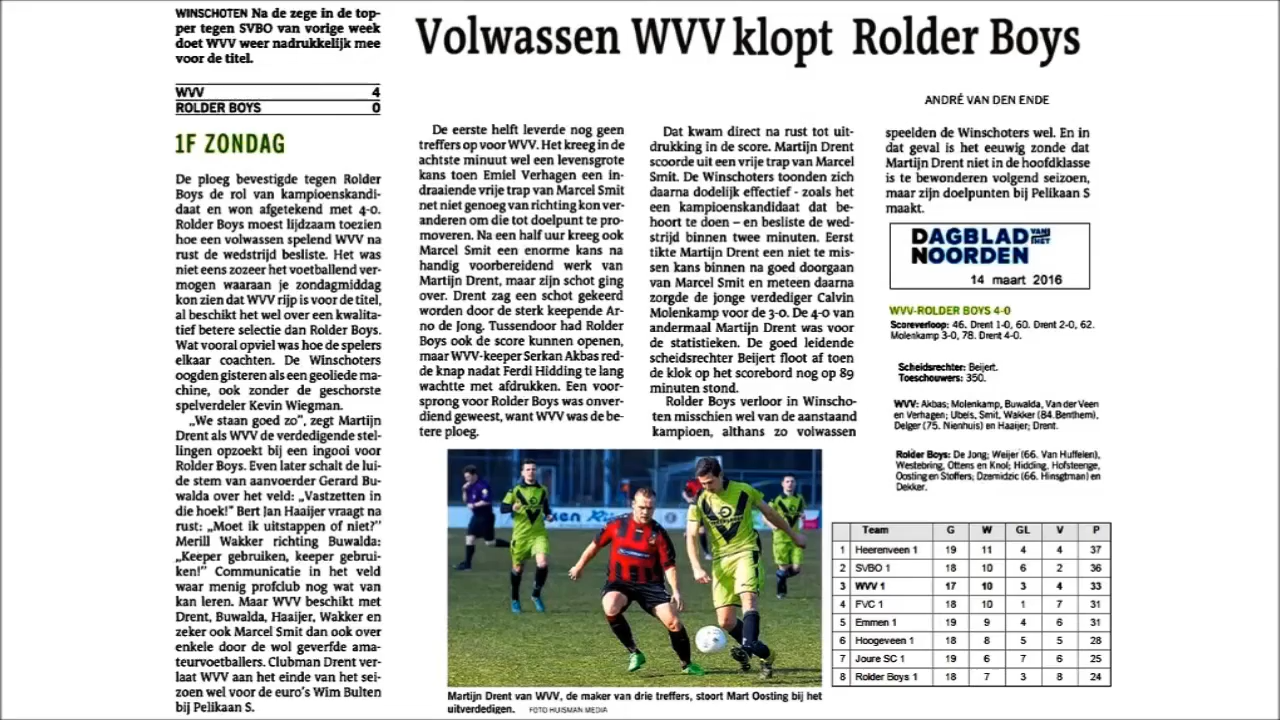 WINSCHOTEN Na de zege in de top-
per tegen SVBO van vorige week
doet WVV weer nadrukkelijk mee
voor de titel.
WVV 4
ROLDER BOYS 0
1F ZONDAG
De ploeg bevestigde tegen Rolder
Boys de rol van kampioenskandi-
daat en won afgetekend met 4-0.
Rolder Boys moest lijdzaam toezien
hoe een volwassen spelend WVV na
rust de wedstrijd besliste. Het was
niet eens zozeer het voetballend ver-
mogen waaraan je zondagmiddag
kon zien dat WVV rijp is voor de titel,
al beschikt het wel over een kwalita-
tief betere selectie dan Rolder Boys.
Wat vooral opviel was hoe de spelers
elkaar coachten. De Winschoters
oogden gisteren als een geoliede ma-
chine, ook zonder de geschorste
spelverdeler Kevin Wiegman.
„We staan goed zo”, zegt Martijn
Drent als WVV de verdedigende stel-
lingen opzoekt bij een ingooi voor
Rolder Boys. Even later schalt de lui-
de stem van aanvoerder Gerard Bu-
walda over het veld: „Vastzetten in
die hoek!” Bert Jan Haaijer vraagt na
rust: „Moet ik uitstappen of niet?”
Merill Wakker richting Buwalda:
„Keeper gebruiken, keeper gebrui-
ken!” Communicatie in het veld
waar menig profclub nog wat van
kan leren. Maar WVV beschikt met
Drent, Buwalda, Haaijer, Wakker en
zeker ook Marcel Smit dan ook over
enkele door de wol geverfde ama-
teurvoetballers. Clubman Drent ver-
laat WVV aan het einde van het sei-
zoen wel voor de euro's Wim Bulten
bij Pelikaan S.
Volwassen WVV klopt Rolder Boys
ANDRÉ VAN DEN ENDE
De eerste helft leverde nog geen
treffers op voor WVV. Het kreeg in de
achtste minuut wel een levensgrote
kans toen Emiel Verhagen een in-
draaiende vrije trap van Marcel Smit
net niet genoeg van richting kon ver-
anderen om die tot doelpunt te pro-
moveren. Na een half uur kreeg ook
Marcel Smit een enorme kans na
handig voorbereidend werk van
Martijn Drent, maar zijn schot ging
over. Drent zag een schot gekeerd
worden door de sterk keepende Ar-
no de Jong. Tussendoor had Rolder
Boys ook de score kunnen openen,
maar WVV-keeper Serkan Akbas red-
de knap nadat Ferdi Hidding te lang
wachtte met afdrukken. Een voor-
sprong voor Rolder Boys was onver-
diend geweest, want WVV was de be-
tere ploeg.
Dat kwam direct na rust tot uit-
drukking in de score. Martijn Drent
scoorde uit een vrije trap van Marcel
Smit. De Winschoters toonden zich
daarna dodelijk effectief - zoals het
een kampioenskandidaat dat be-
hoort te doen – en besliste de wed-
strijd binnen twee minuten. Eerst
tikte Martijn Drent een niet te mis-
sen kans binnen na goed doorgaan
van Marcel Smit en meteen daarna
zorgde de jonge verdediger Calvin
Molenkamp voor de 3-0. De 4-0 van
andermaal Martijn Drent was voor
de statistieken. De goed leidende
scheidsrechter Beijert floot af toen
de klok op het scorebord nog op 89
minuten stond.
Rolder Boys verloor in Winscho-
ten misschien wel van de aanstaand
kampioen, althans zo volwassen
speelden de Winschoters wel. En in
dat geval is het eeuwig zonde dat
Martijn Drent niet in de hoofdklasse
is te bewonderen volgend seizoen,
maar zijn doelpunten bij Pelikaan S
maakt.
DAGBLAD VAN HET
NOORDEN
14 maart 2016
WVV-ROLDER BOYS 4-0
Scoreverloop: 46. Drent 1-0, 60. Drent 2-0, 62.
Molenkamp 3-0, 78. Drent 4-0.
Scheidsrechter: Beijert.
Toeschouwers: 350.
WVV: Akbas; Molenkamp, Buwalda, Van der Veen
en Verhagen; Ubels, Smit, Wakker (84. Benthem),
Delger (75. Nienhuis) en Haaijer; Drent.
Rolder Boys: De Jong; Weijer (66. Van Huffelen),
Westebring, Ottens en Knol; Hidding, Hofsteenge,
Oosting en Stoffers; Dzemidzic (66. Hinsgtman) en
Dekker.
Martijn Drent van WVV, de maker van drie treffers, stoort Mart Oosting bij het
uitverdedigen. FOTO HUISMAN MEDIA
Team G W GL V P
1 Heerenveen 1 19 11 4 4 37
2 SVBO 1 18 10 6 2 36
3 WVV 1 17 10 3 4 33
4 FVC 1 18 10 1 7 31
5 Emmen 1 19 9 4 6 31
6 Hoogeveen 1 18 8 5 5 28
7 Joure SC 1 19 6 7 6 25
8 Rolder Boys 1 18 7 3 8 24